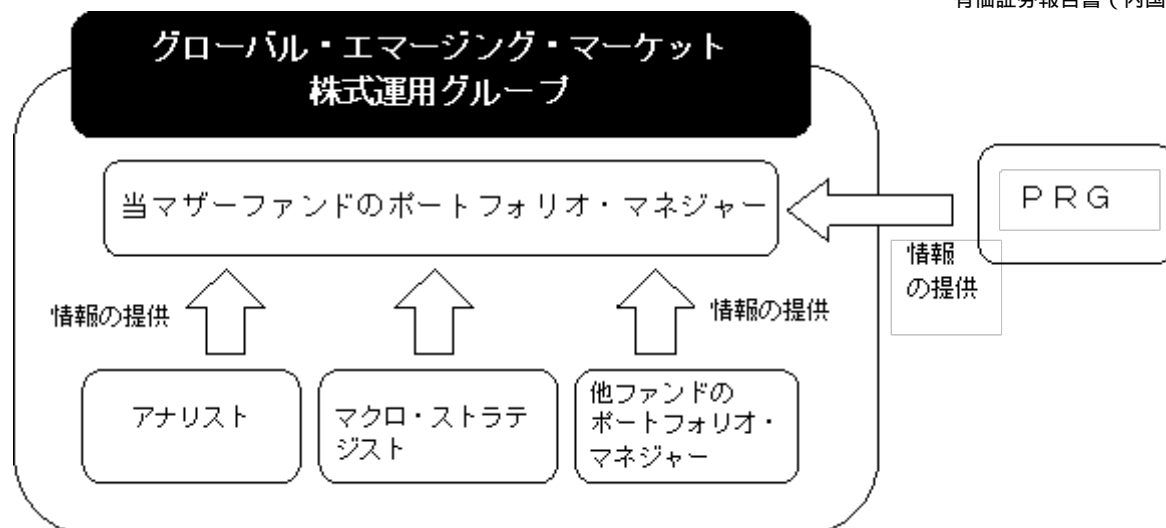 有価証券報告書（内国
グローバル・エマージング・マーケット
株式運用グループ
当マザーファンドのポートフォリオ・マネジャー
PRG
情報
の提供
情報の提供
情報の提供
アナリスト
マクロ・ストラテ
ジスト
他ファンドの
ポートフォリオ・
マネジャー